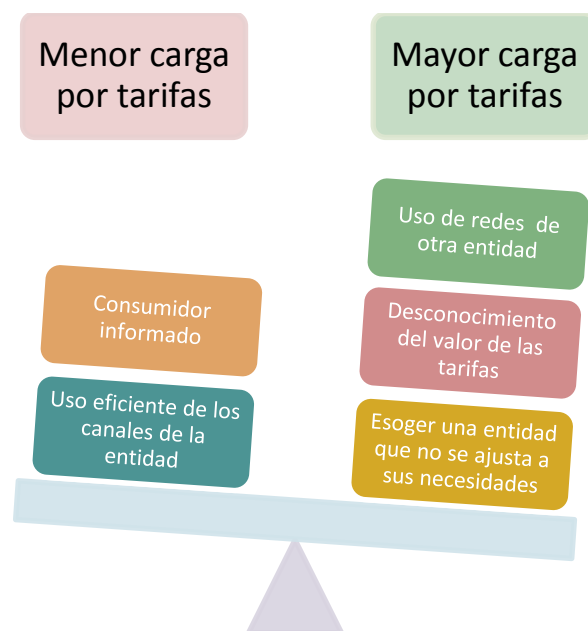 Menor carga
por tarifas
Mayor carga
por tarifas
Consumidor
informado
Uso eficiente de los
canales de la
entidad
Uso de redes de
otra entidad
Desconocimiento
del valor de las
tarifas
Esoger una entidad
que no se ajusta a
sus necesidades